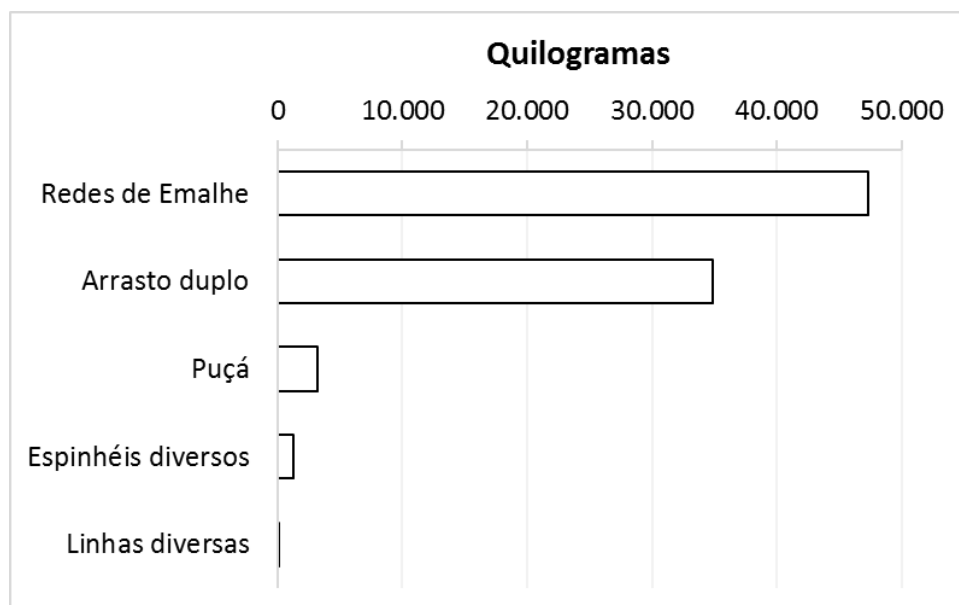 Quilogramas
0 10.000 20.000 30.000 40.000 50.000
Redes de Emalhe
Arrasto duplo
Puçá
Espinhéis diversos
Linhas diversas